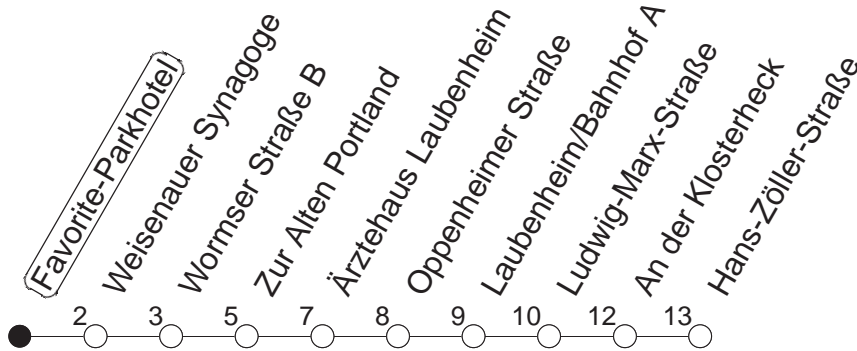 Favorite-Parkhotel
Weisenauer Synagoge
Wormser Straße B
Zur Alten Portland
Ärztehaus Laubenheim
Oppenheimer Straße
Laubenheim/Bahnhof A
Ludwig-Marx-Straße
An der Klosterheck
Hans-Zöller-Straße
2 3 5 7 8 9 10 12 13